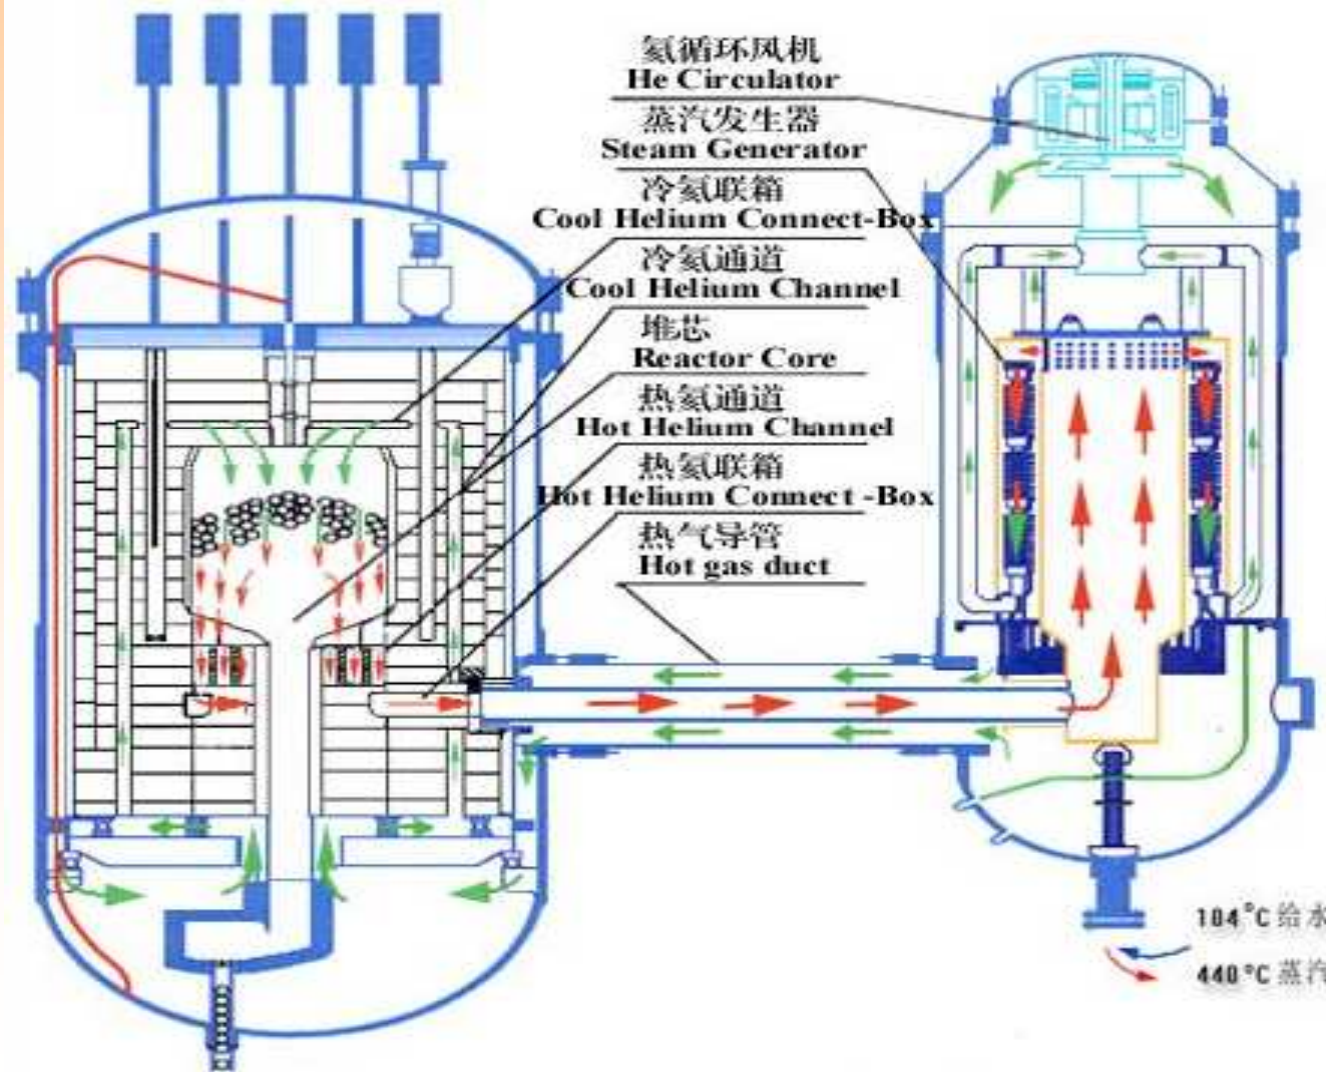 氦循环风机
He Circulator
蒸汽发生器
Steam Generator
冷氦联箱
Cool Helium Connect-Box
冷氦通道
Cool Helium Channel
堆芯
Reactor Core
热氦通道
Hot Helium Channel
热氦联箱
Hot Helium Connect -Box
热气导管
Hot gas duct
104°C 给水
440°C 蒸汽